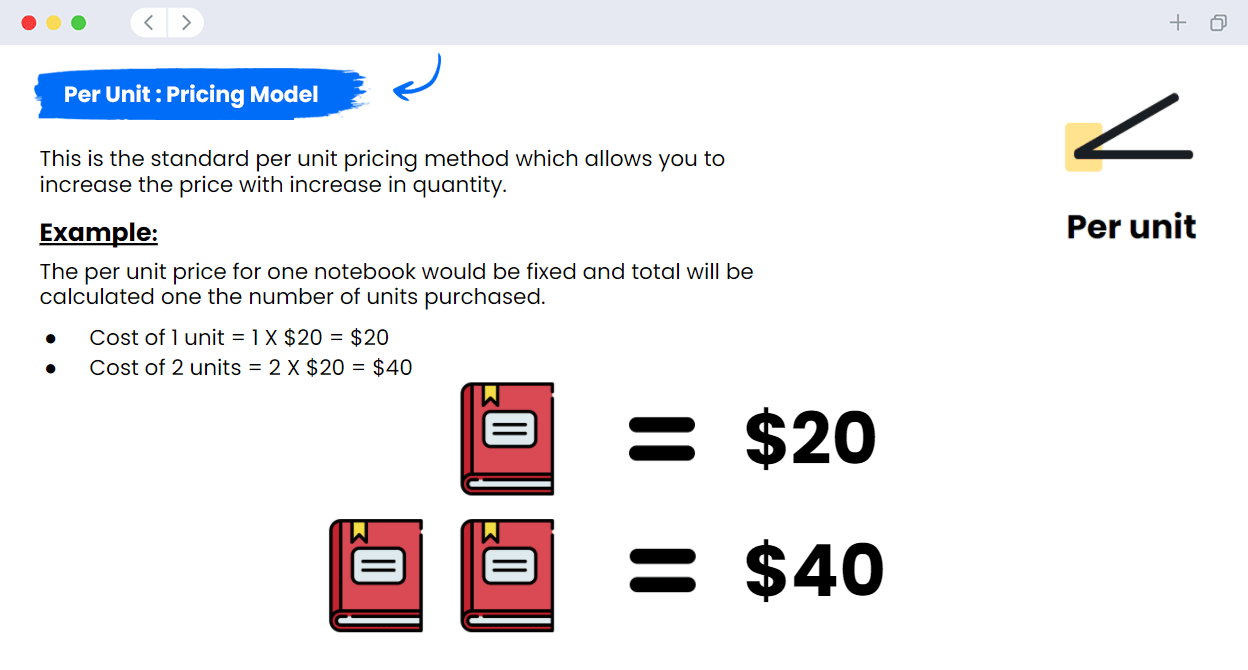 Per Unit : Pricing Model
This is the standard per unit pricing method which allows you to
increase the price with increase in quantity.
Per unit
Example:
The per unit price for one notebook would be fixed and total will be
calculated one the number of units purchased.
● Cost of 1 unit = 1 X $20 = $20
● Cost of 2 units = 2 X $20 = $40
= $20
= $40